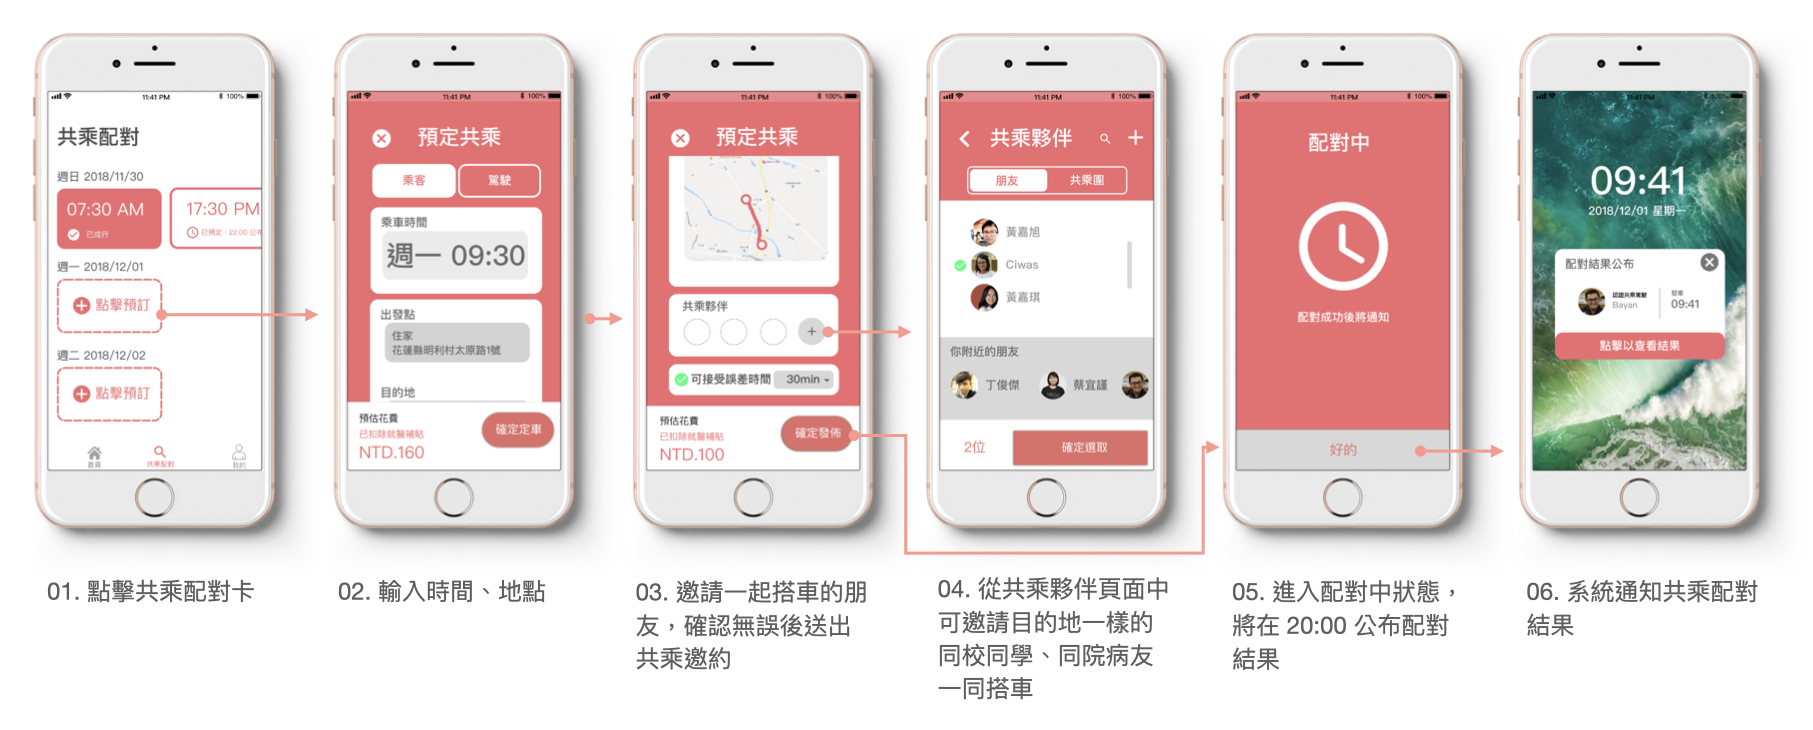 11:41 PM
100%
共乘配對
週日 2018/11/30
07:30 AM
已成行
17:30 PM
已預定：22:00 公布
週一 2018/12/01
點擊預訂
週二 2018/12/02
點擊預訂
首頁
共乘配對
我的
01. 點擊共乘配對卡
11:41 PM
100%
預定共乘
乘客
駕駛
乘車時間
週一 09:30
出發點
住家
花蓮縣明利村太原路1號
目的地
預估花費
已扣除就醫補貼
NTD.160
確定定車
02. 輸入時間、地點
11:41 PM
100%
預定共乘
共乘夥伴
+
可接受誤差時間
30min
預估花費
已扣除就醫補貼
NTD.100
確定發佈
03. 邀請一起搭車的朋
友，確認無誤後送出
共乘邀約
11:41 PM
100%
共乘夥伴
朋友
共乘團
黃嘉旭
Ciwas
黃嘉琪
你附近的朋友
丁俊傑
蔡宜謹
2位
確定選取
04. 從共乘夥伴頁面中
可邀請目的地一樣的
同校同學、同院病友
一同搭車
11:41 PM
100%
配對中
配對成功後將通知
好的
05. 進入配對中狀態，
將在 20:00 公布配對
結果
11:41 PM
100%
09:41
2018/12/01 星期一
配對結果公布
認證共乘駕駛
Bayan
發車
09:41
點擊以查看結果
06. 系統通知共乘配對
結果